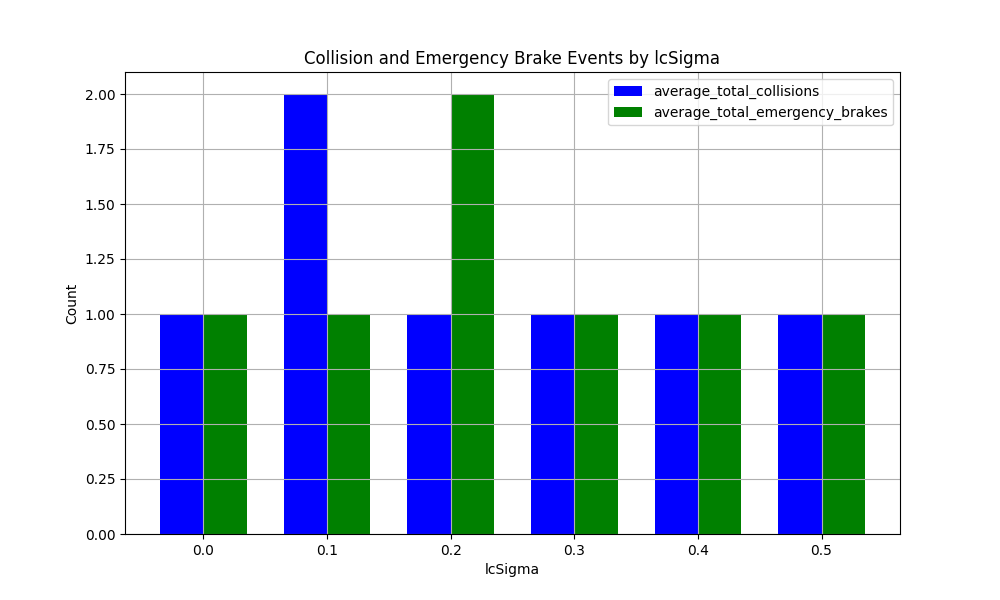 Collision and Emergency Brake Events by lcSigma
average_total_collisions
average_total_emergency_brakes
Count
2.00
1.75
1.50
1.25
1.00
0.75
0.50
0.25
0.00
0.0 0.1 0.2 0.3 0.4 0.5
lcSigma